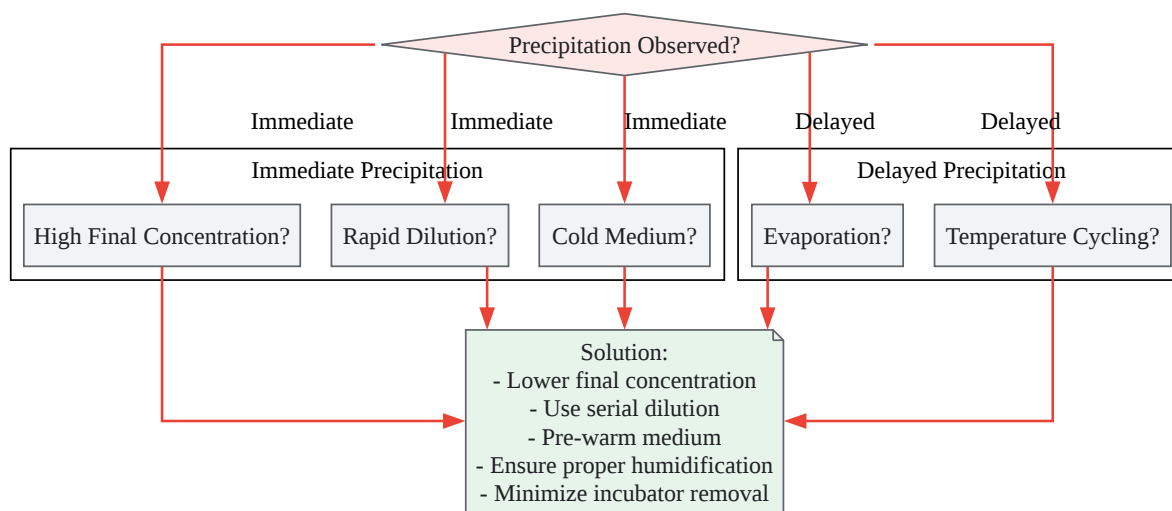 Precipitation Observed?
Immediate
Immediate
Immediate
Delayed
Delayed
Immediate Precipitation
Delayed Precipitation
High Final Concentration?
Rapid Dilution?
Cold Medium?
Evaporation?
Temperature Cycling?
Solution:
- Lower final concentration
- Use serial dilution
- Pre-warm medium
- Ensure proper humidification
- Minimize incubator removal